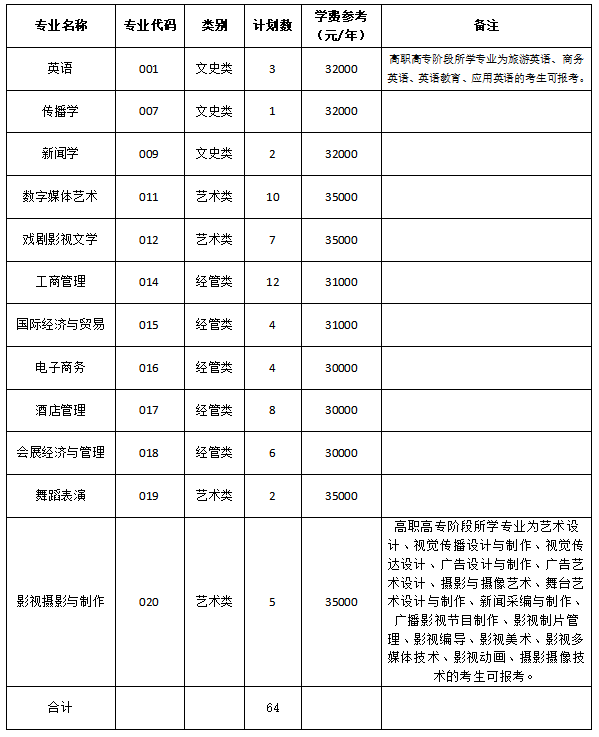 专业名称 专业代码 类别 计划数 学费参考（元/年） 备注
英语 001 文史类 3 32000 高职高专阶段所学专业为旅游英语、商务
英语、英语教育、应用英语的考生可报考。
传播学 007 文史类 1 32000
新闻学 009 文史类 2 32000
数字媒体艺术 011 艺术类 10 35000
戏剧影视文学 012 艺术类 7 35000
工商管理 014 经管类 12 31000
国际经济与贸易 015 经管类 4 31000
电子商务 016 经管类 4 30000
酒店管理 017 经管类 8 30000
会展经济与管理 018 经管类 6 30000
舞蹈表演 019 艺术类 2 35000
影视摄影与制作 020 艺术类 5 35000
高职高专阶段所学专业为艺术设
计、视觉传播设计与制作、视觉传
达设计、广告设计与制作、广告艺
术设计、摄影与摄像艺术、舞台艺
术设计与制作、新闻采编与制作、
广播影视节目制作、影视制片管
理、影视编导、影视美术、影视多
媒体技术、影视动画、摄影摄像技
术的考生可报考。
合计 64